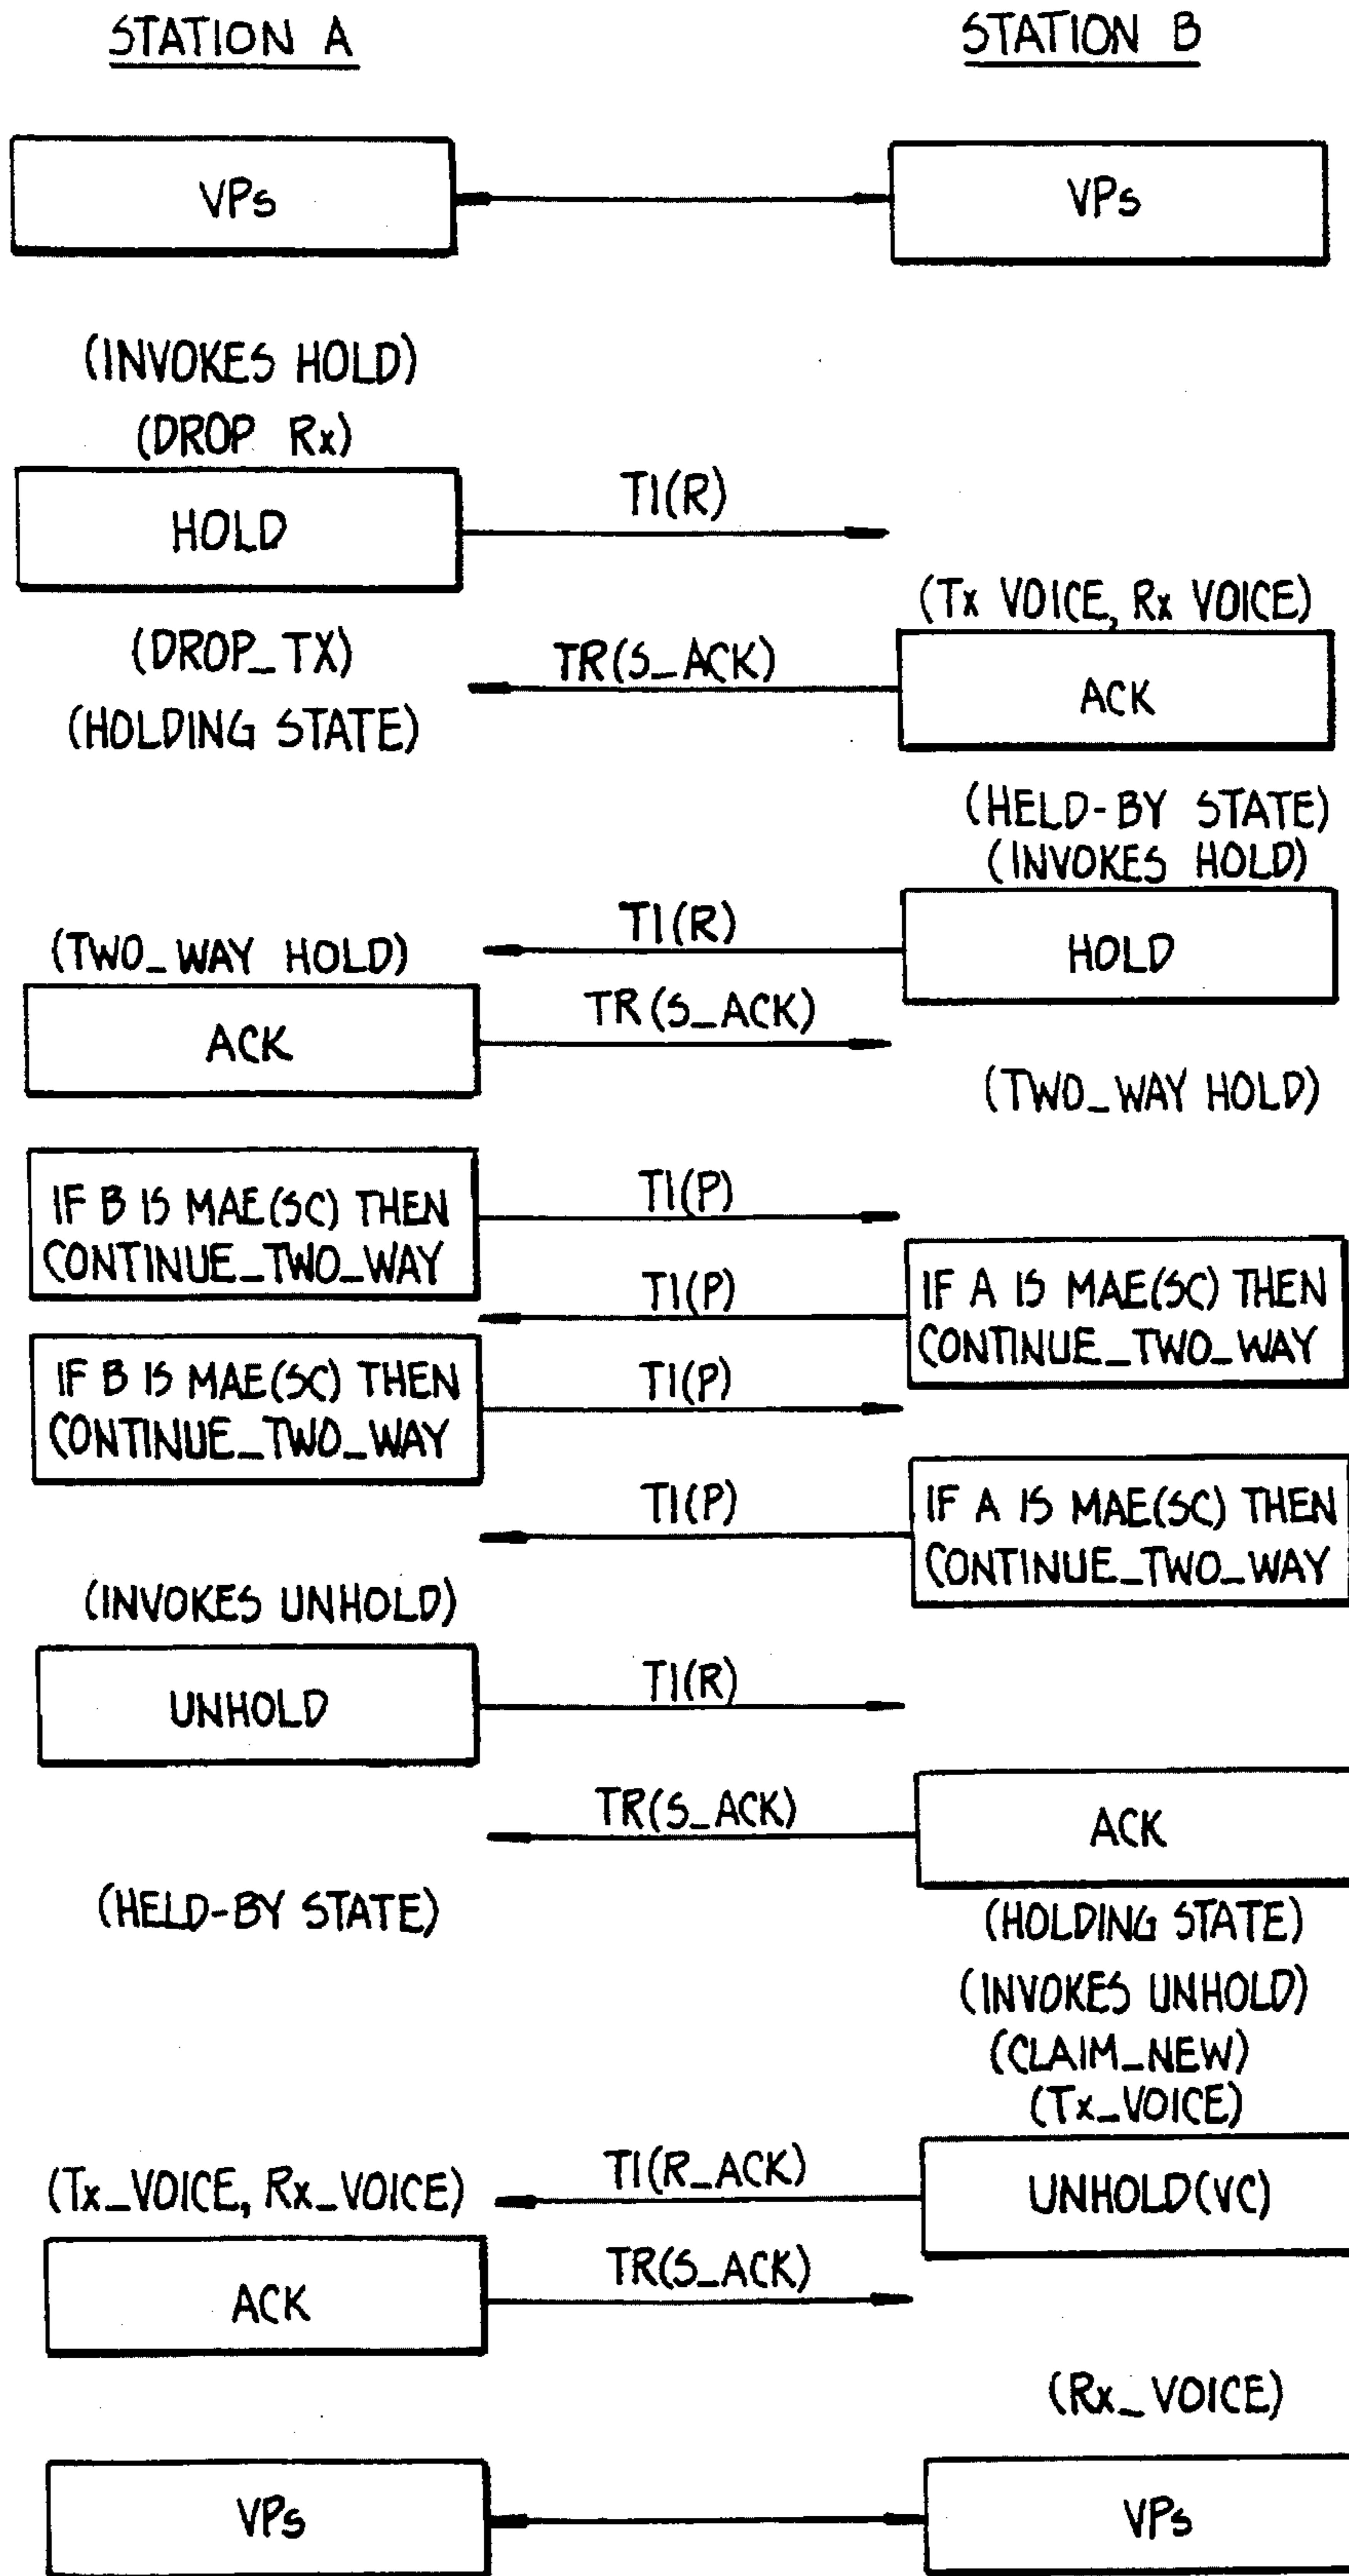 STATION A
STATION B
VPs
VPs
(INVOKES HOLD)
(DROP Rx)
HOLD
TI(R)
(Tx VOICE, Rx VOICE)
(DROP_TX)
TR(S_ACK)
ACK
(HOLDING STATE)
(HELD-BY STATE)
(INVOKES HOLD)
TI(R)
HOLD
(TWO_WAY HOLD)
ACK
TR(S_ACK)
(TWO_WAY HOLD)
IF B IS MAE(SC) THEN
CONTINUE_TWO_WAY
TI(P)
TI(P)
IF A IS MAE(SC) THEN
CONTINUE_TWO_WAY
IF B IS MAE(SC) THEN
CONTINUE_TWO_WAY
TI(P)
TI(P)
IF A IS MAE(SC) THEN
CONTINUE_TWO_WAY
(INVOKES UNHOLD)
UNHOLD
TI(R)
TR(S_ACK)
ACK
(HELD-BY STATE)
(HOLDING STATE)
(INVOKES UNHOLD)
(CLAIM_NEW)
(Tx_VOICE)
TI(R_ACK)
UNHOLD(VC)
(Tx_VOICE, Rx_VOICE)
ACK
TR(S_ACK)
(Rx_VOICE)
VPs
VPs